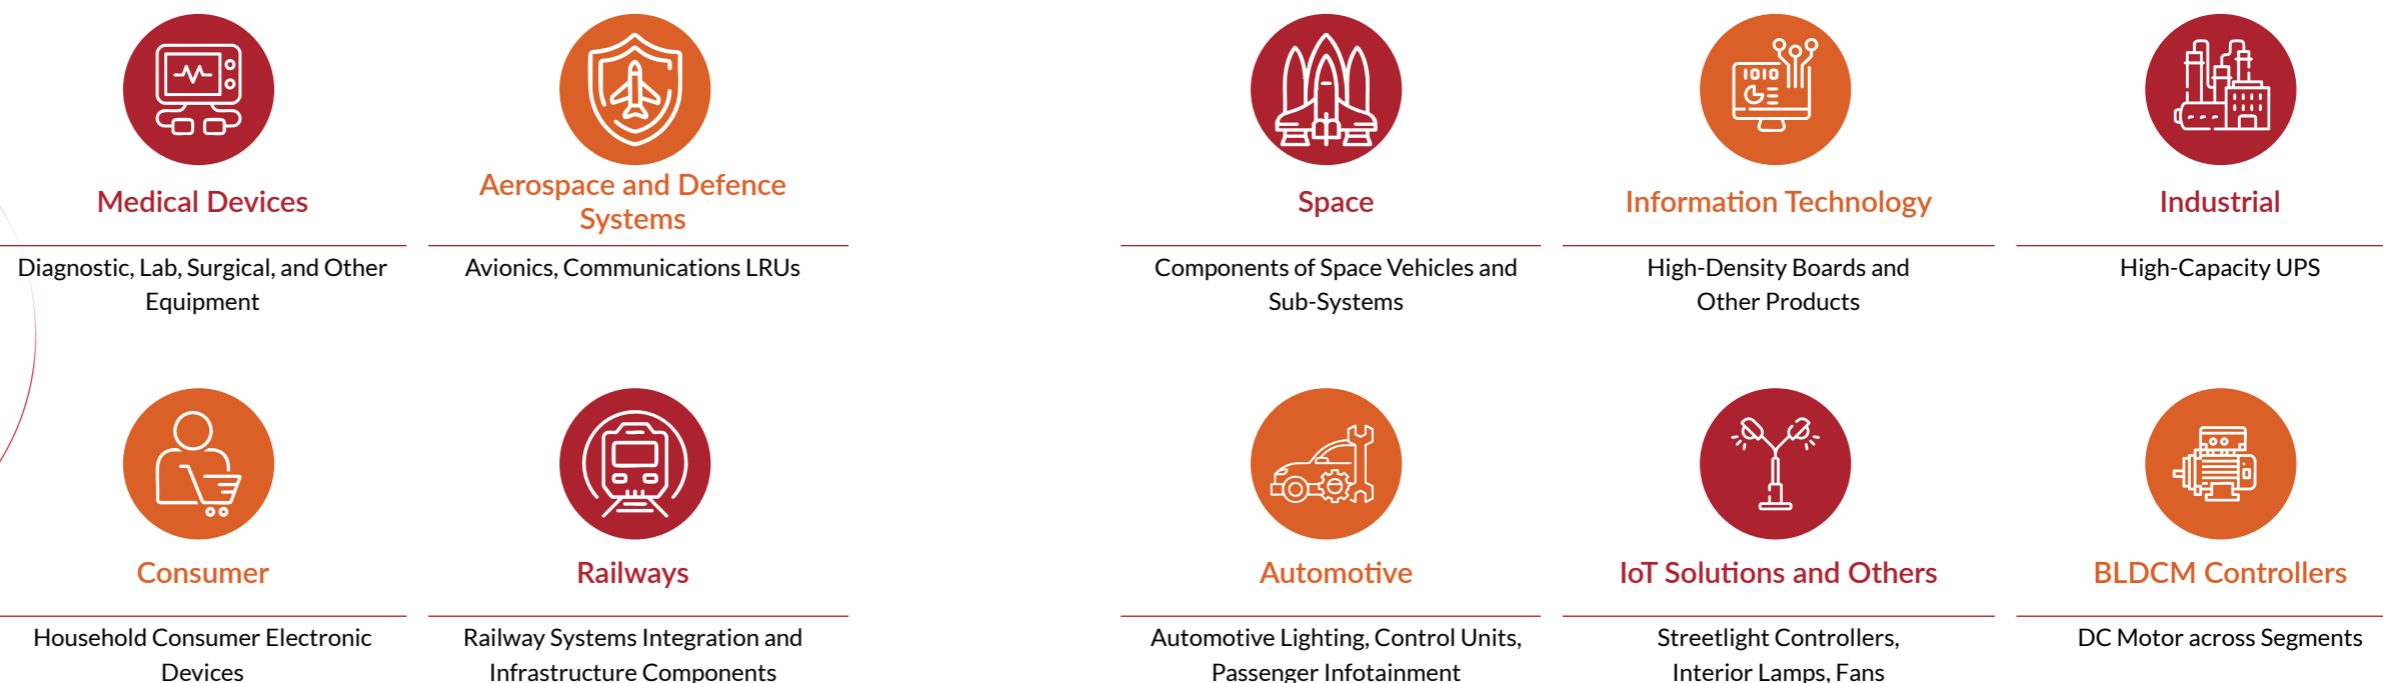 1010
Medical Devices
Diagnostic, Lab, Surgical, and Other
Equipment
Aerospace and Defence
Systems
Avionics, Communications LRUs
Space
Components of Space Vehicles and
Sub-Systems
Information Technology
High-Density Boards and
Other Products
Industrial
High-Capacity UPS
Consumer
Household Consumer Electronic
Devices
Railways
Railway Systems Integration and
Infrastructure Components
Automotive
Automotive Lighting, Control Units,
Passenger Infotainment
IoT Solutions and Others
Streetlight Controllers,
Interior Lamps, Fans
BLDCM Controllers
DC Motor across Segments